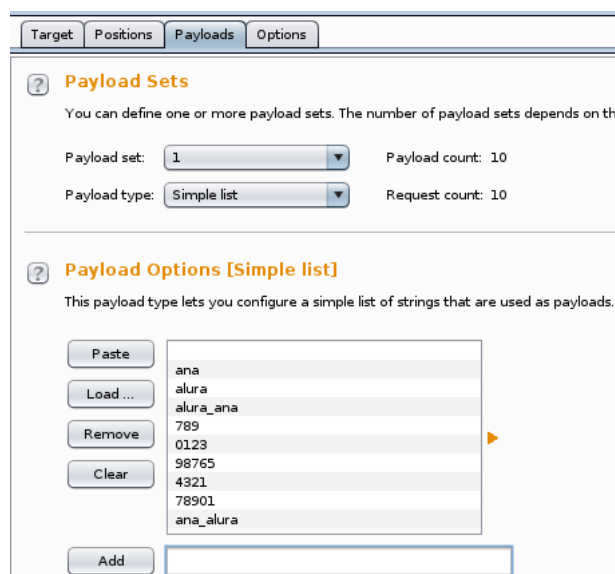 Target Positions Payloads Options
? Payload Sets
You can define one or more payload sets. The number of payload sets depends on th
Payload set: 1 Payload count: 10
Payload type: Simple list Request count: 10
? Payload Options [Simple list]
This payload type lets you configure a simple list of strings that are used as payloads.
Paste
Load ...
Remove
Clear
ana
alura
alura_ana
789
0123
98765
4321
78901
ana_alura
Add